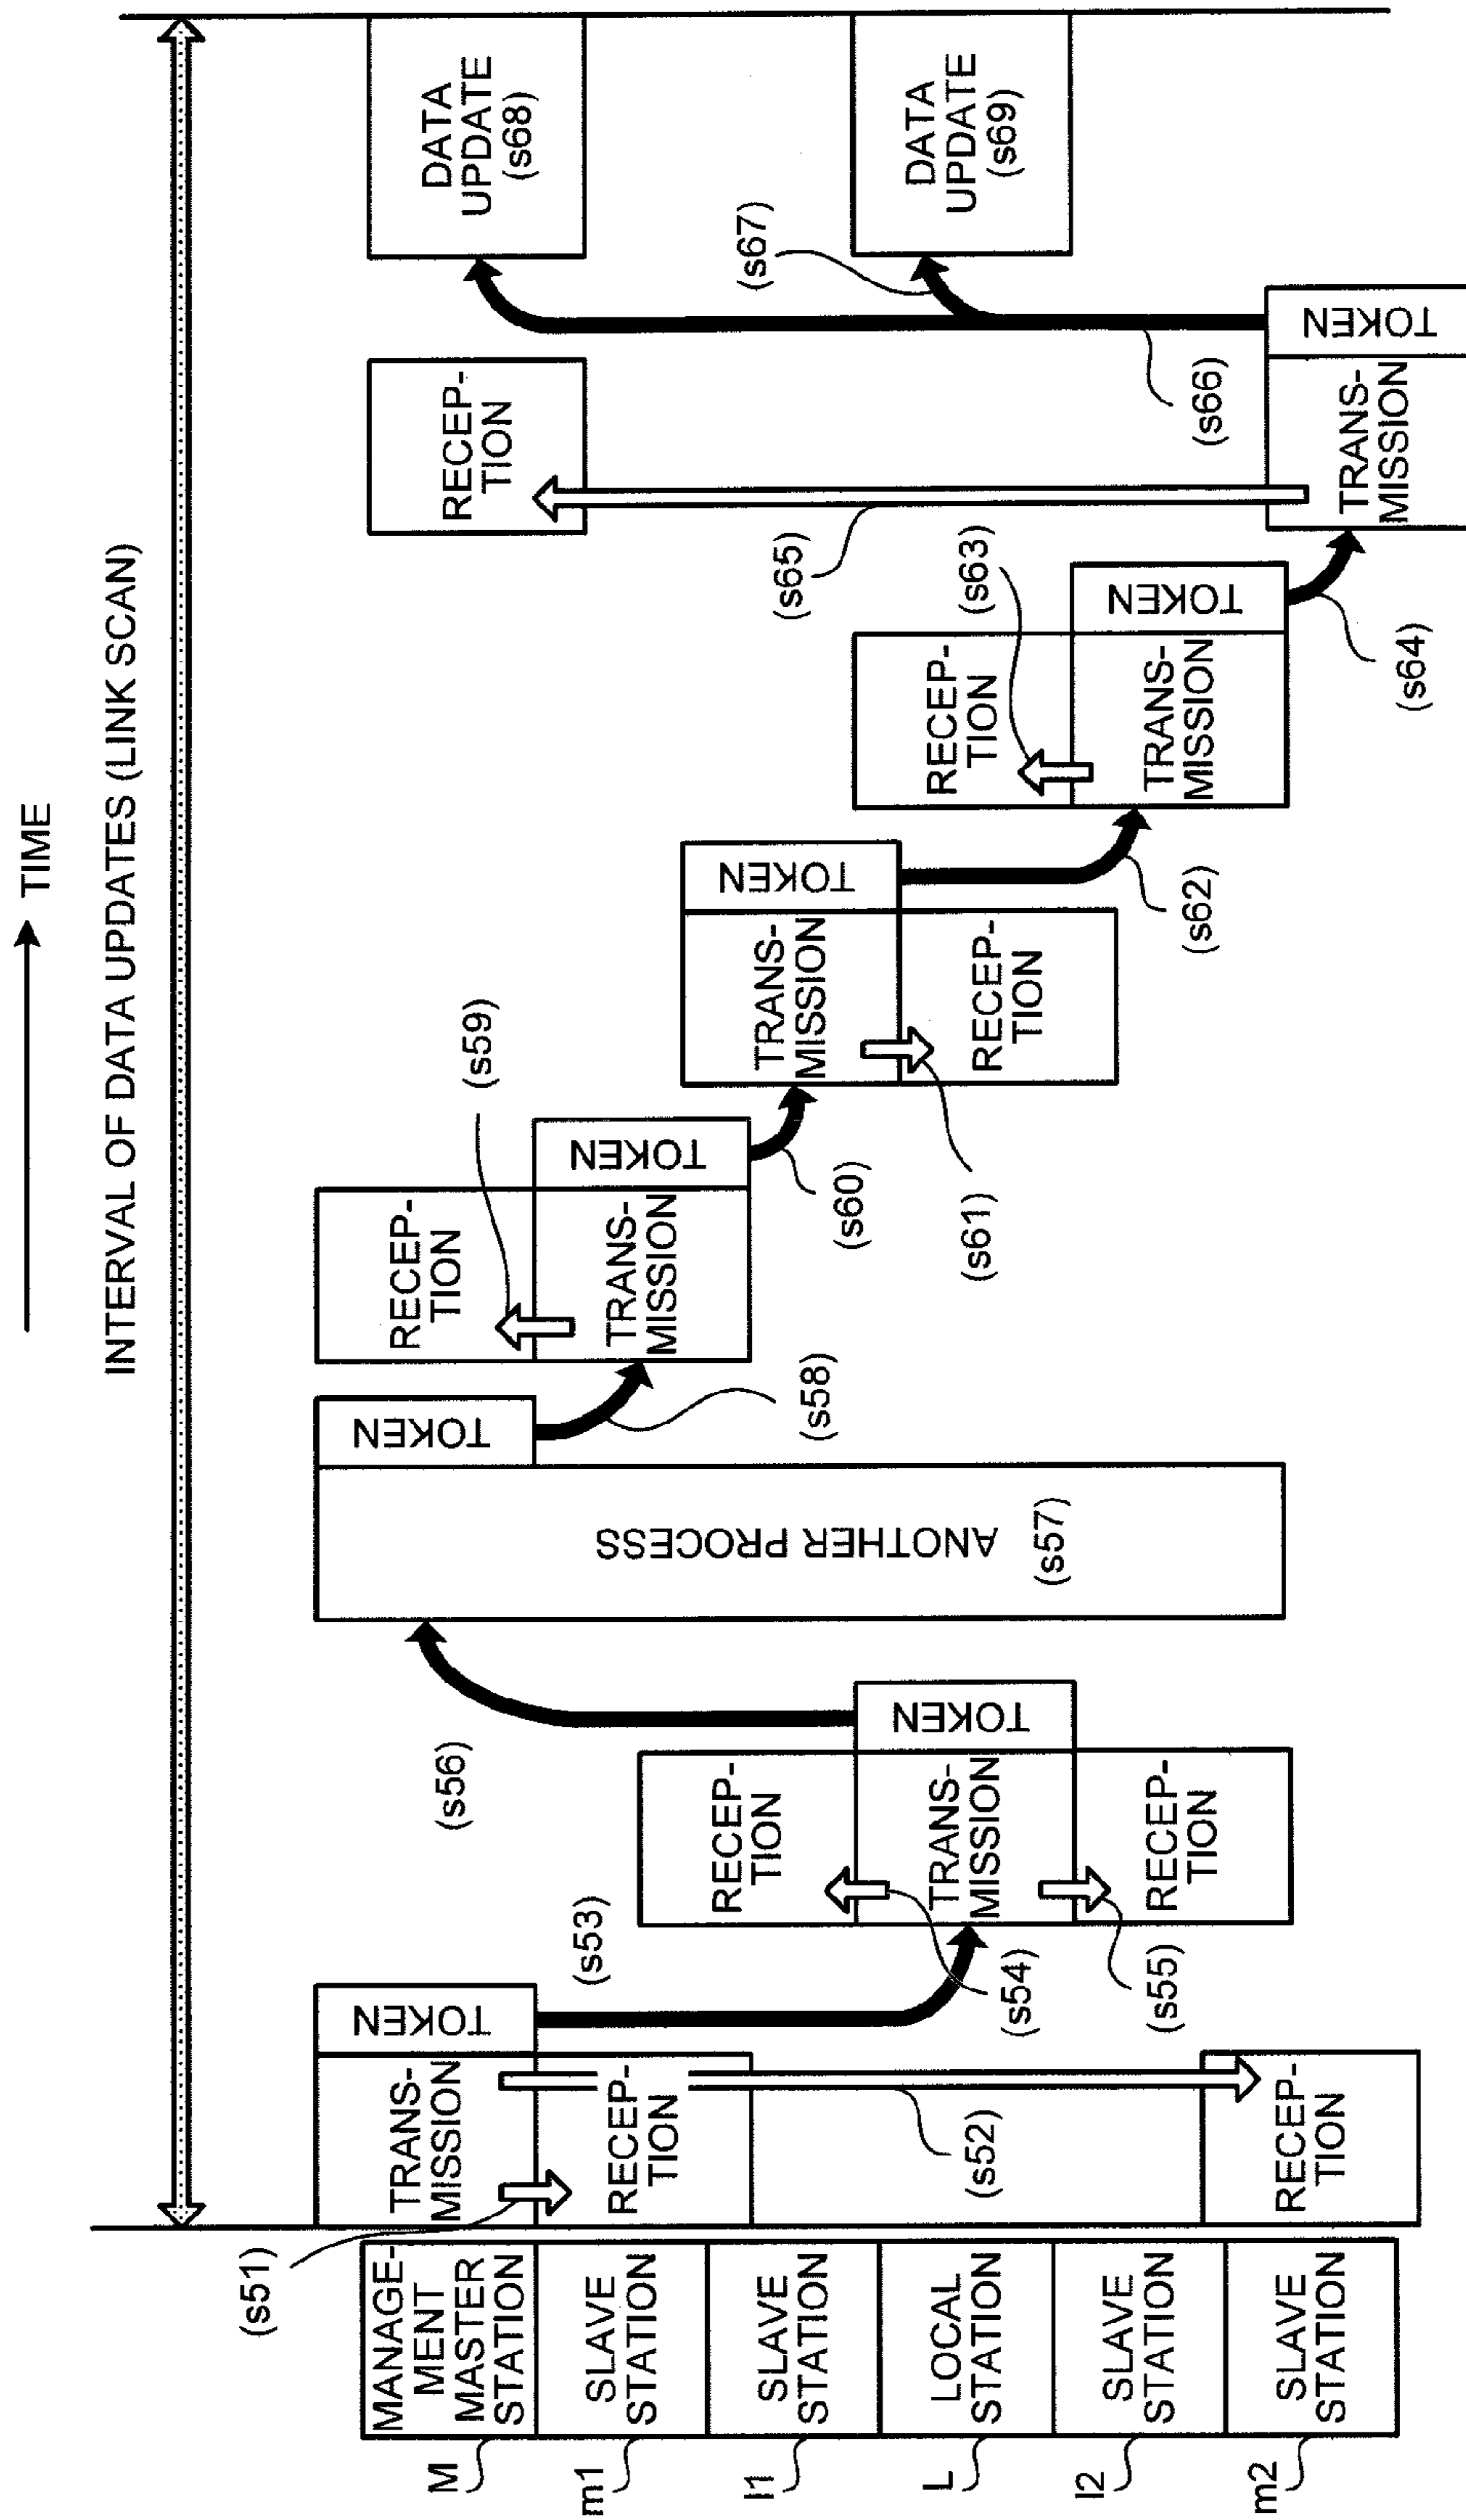 TIME
INTERVAL OF DATA UPDATES (LINK SCAN)
M
MANAGE-
MENT
MASTER
STATION
m1
SLAVE
STATION
l1
SLAVE
STATION
L
LOCAL
STATION
l2
SLAVE
STATION
m2
SLAVE
STATION
(s51)
TRANS-
MISSION
TOKEN
RECEP-
TION
(s52)
RECEP-
TION
(s53)
RECEP-
TION
(s54)
TRANS-
MISSION
TOKEN
(s55)
RECEP-
TION
(s56)
ANOTHER PROCESS
(s57)
TOKEN
(s58)
RECEP-
TION
(s59)
TRANS-
MISSION
TOKEN
(s60)
TRANS-
MISSION
TOKEN
(s61)
RECEP-
TION
(s62)
RECEP-
TION
(s63)
TRANS-
MISSION
TOKEN
(s64)
RECEP-
TION
(s65)
TRANS-
MISSION
TOKEN
(s66)
(s67)
DATA
UPDATE
(s68)
DATA
UPDATE
(s69)